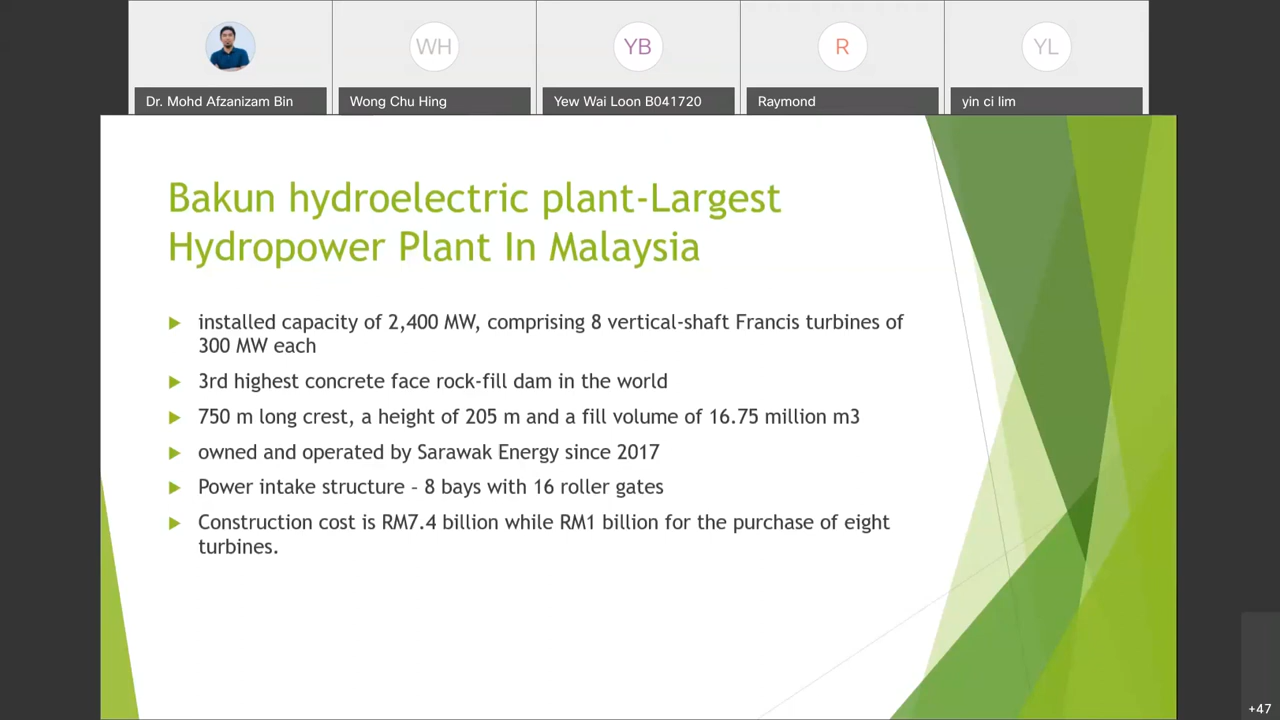 WH
YB
R
YL
Dr. Mohd Afzanizam Bin
Wong Chu Hing
Yew Wai Loon B041720
Raymond
yin ci lim
Bakun hydroelectric plant-Largest
Hydropower Plant In Malaysia
installed capacity of 2,400 MW, comprising 8 vertical-shaft Francis turbines of
300 MW each
3rd highest concrete face rock-fill dam in the world
750 m long crest, a height of 205 m and a fill volume of 16.75 million m3
owned and operated by Sarawak Energy since 2017
Power intake structure - 8 bays with 16 roller gates
Construction cost is RM7.4 billion while RM1 billion for the purchase of eight
turbines.
+47